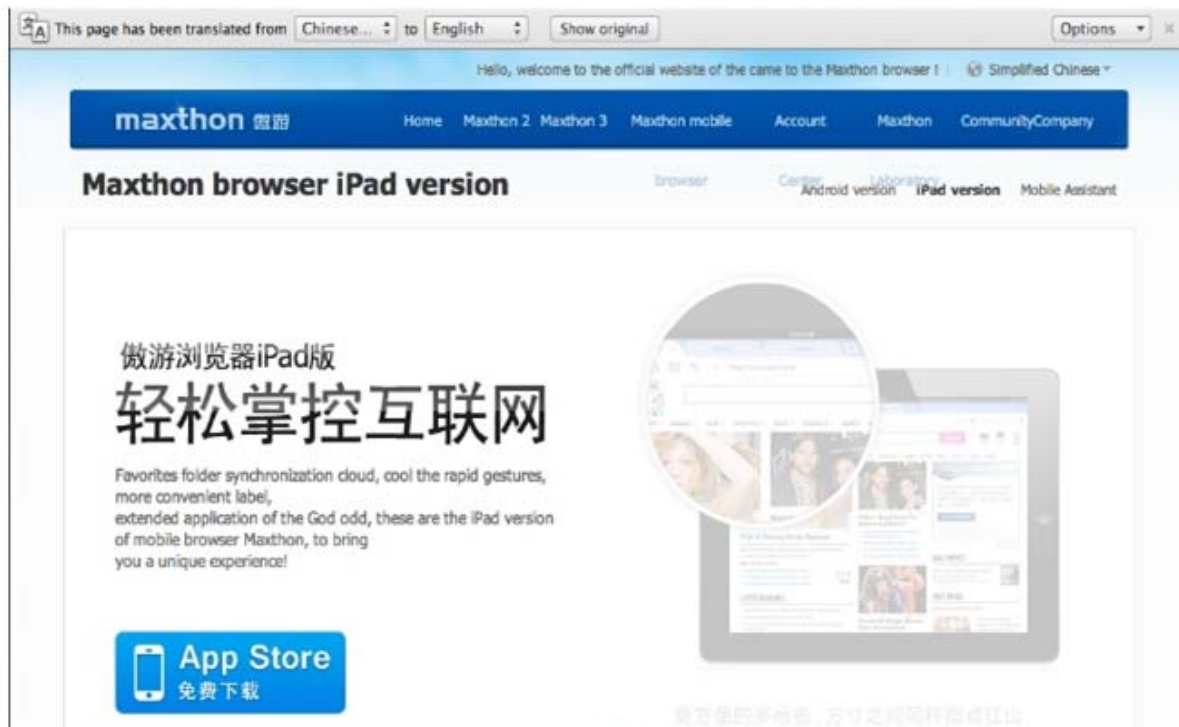 This page has been translated from Chinese... to English Show original Options
Hello, welcome to the official website of the came to the Maxthon browser ! Simplified Chinese
maxthon 傲游 Home Maxthon 2 Maxthon 3 Maxthon mobile Account Maxthon CommunityCompany
browser Center Laboratory
Maxthon browser iPad version
Android version iPad version Mobile Assistant
傲游浏览器iPad版
轻松掌控互联网
Favorites folder synchronization cloud, cool the rapid gestures,
more convenient label,
extended application of the God odd, these are the iPad version
of mobile browser Maxthon, to bring
you a unique experience!
App Store
免费下载